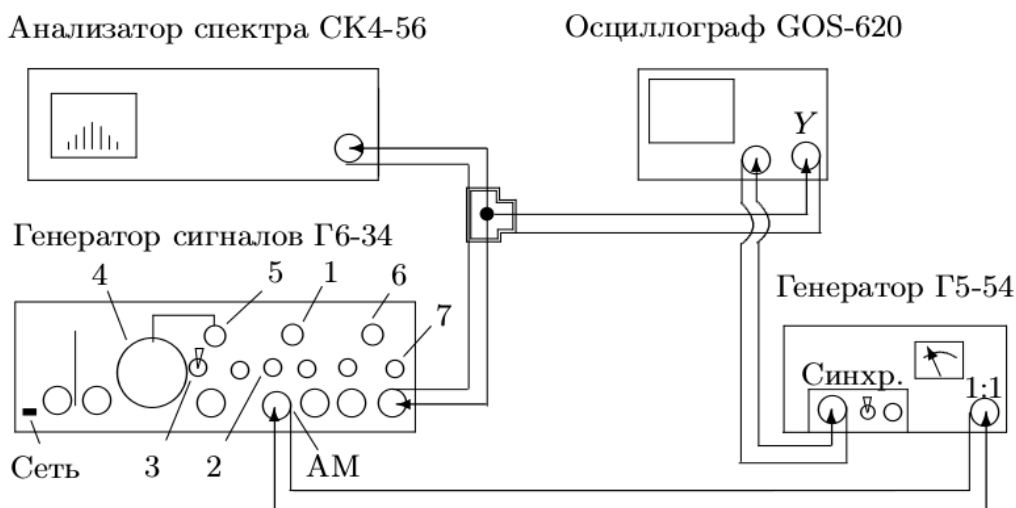 Анализатор спектра СК4-56
Осциллограф GOS-620
Y
Генератор сигналов Г6-34
4
5
1
6
7
Генератор Г5-54
Синхр.
1:1
Сеть
3
2
АМ